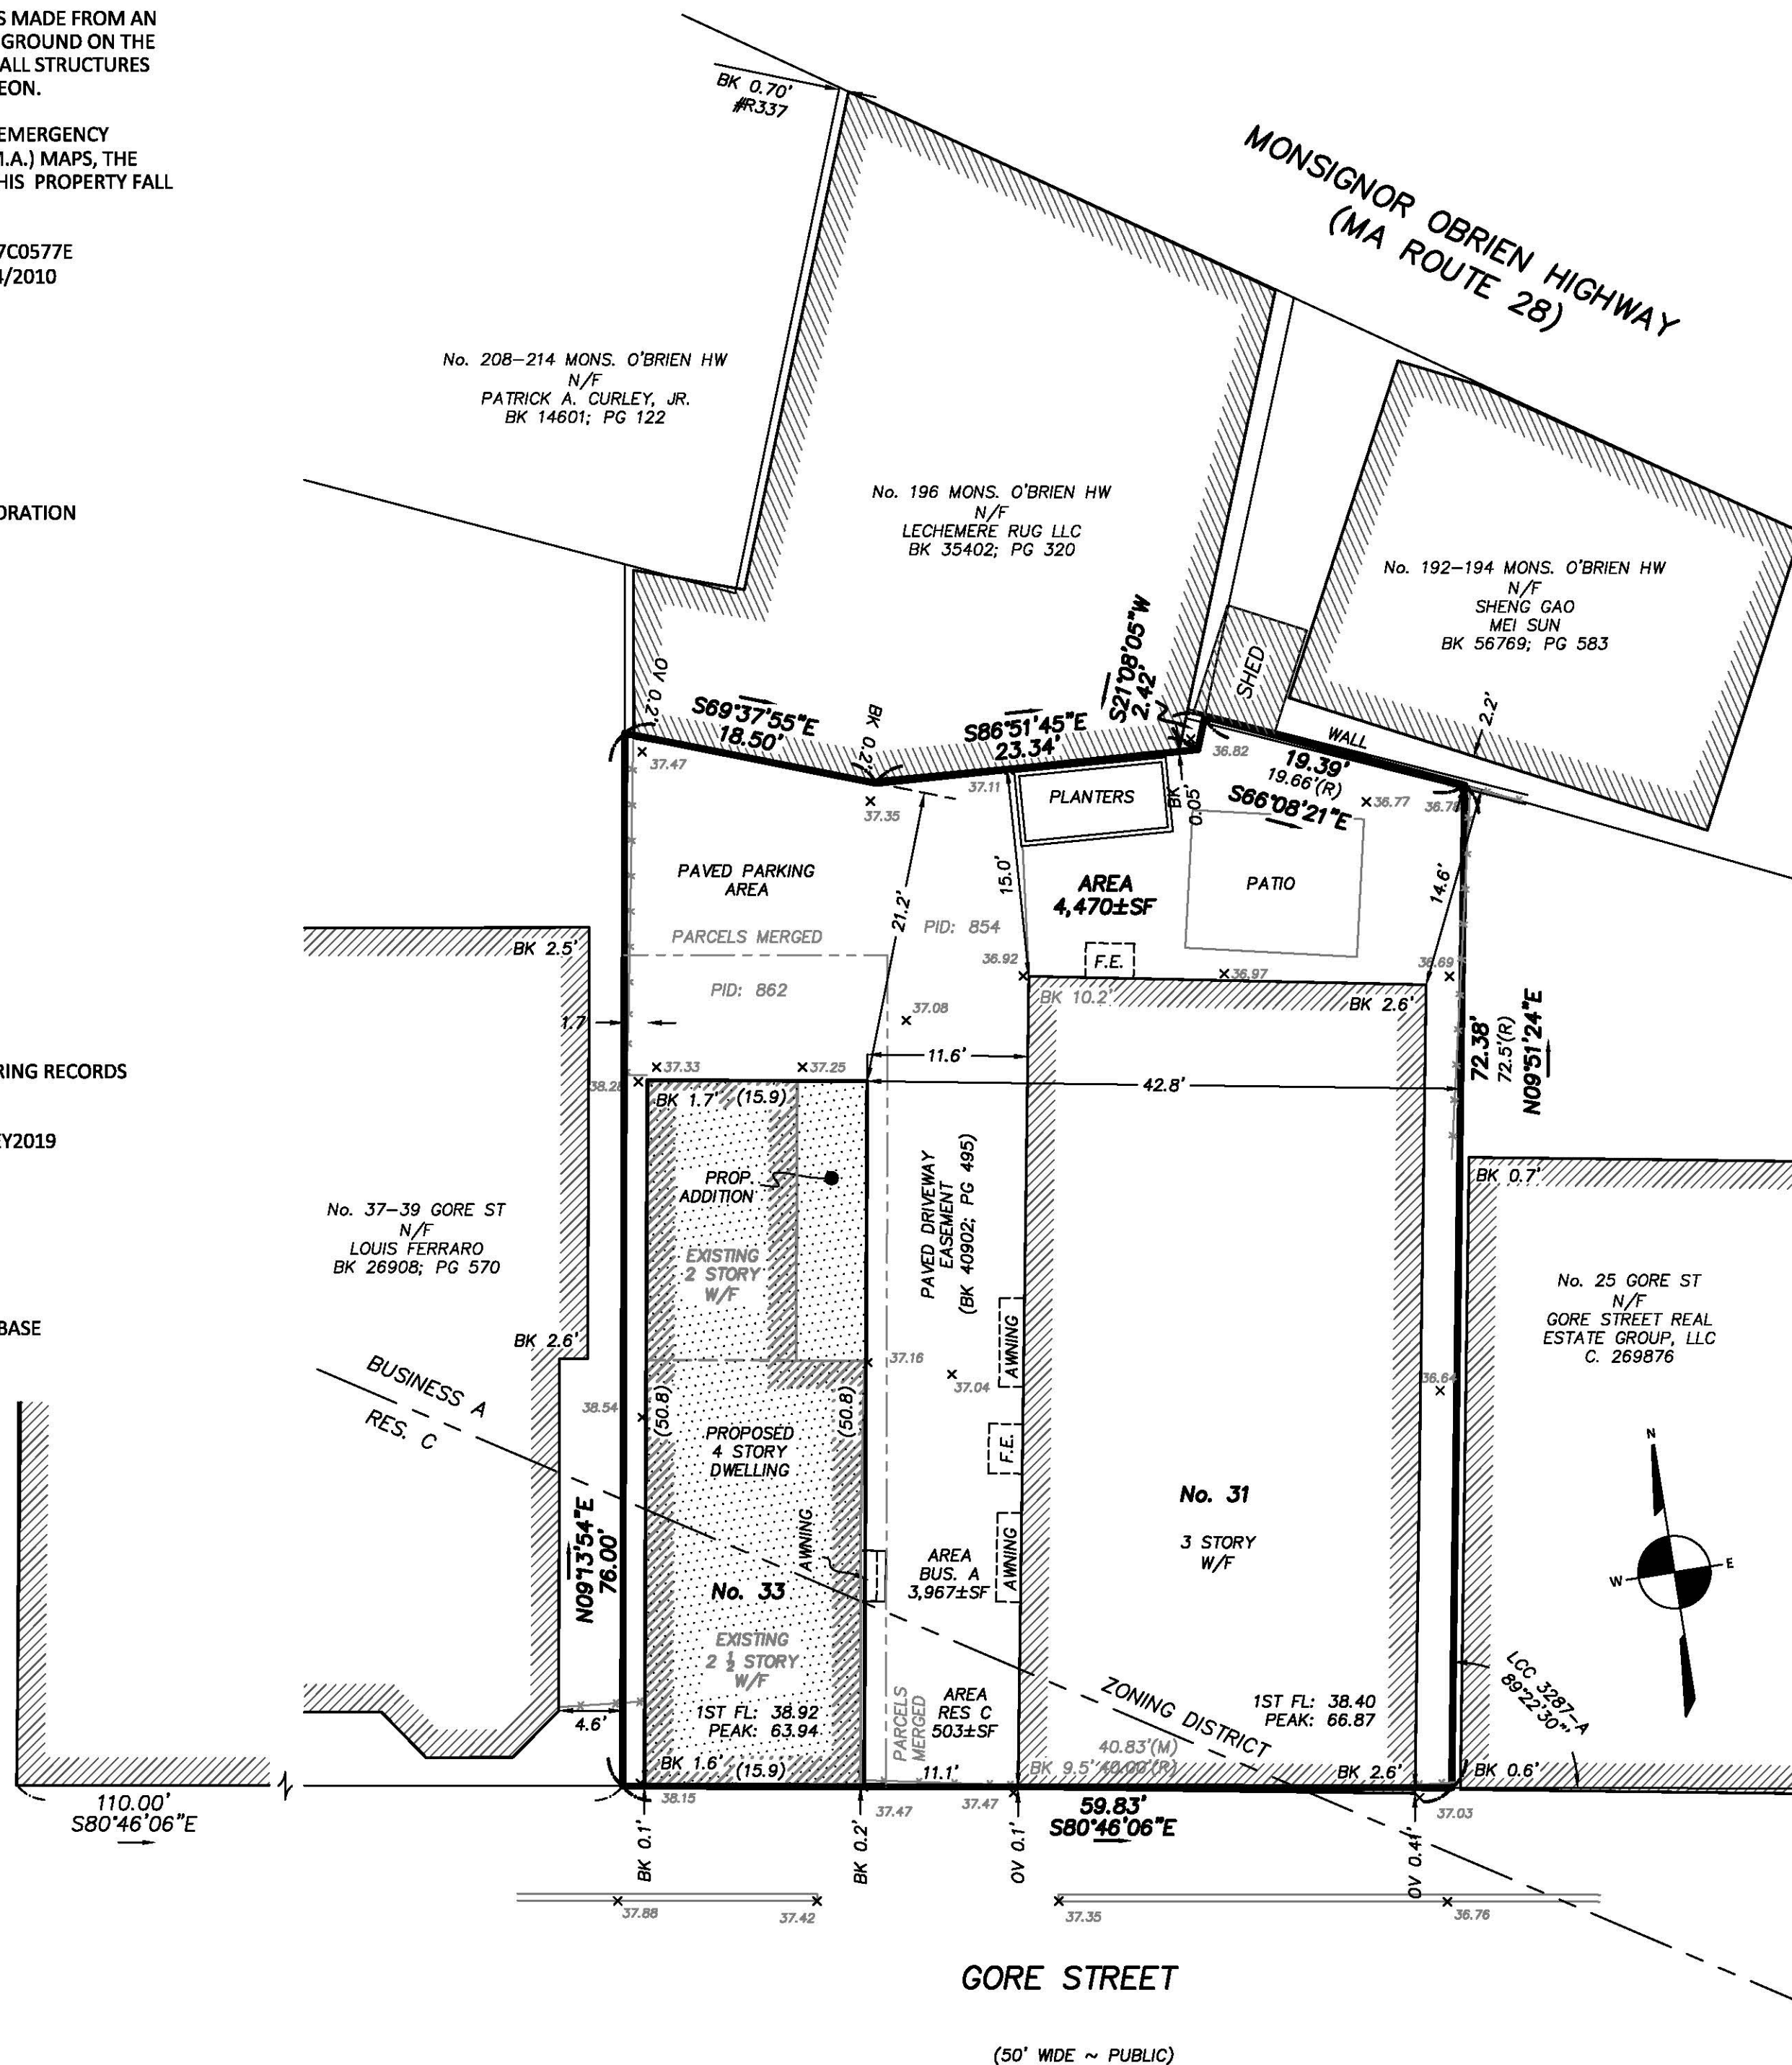 S MADE FROM AN
GROUND ON THE
ALL STRUCTURES
EON.
EMERGENCY
M.A.) MAPS, THE
HIS PROPERTY FALL
7C0577E
4/2010
ORATION
RING RECORDS
EY2019
BASE
BK 0.70'
#R337
MONSIGNOR OBRIEN HIGHWAY
(MA ROUTE 28)
No. 208-214 MONS. O'BRIEN HW
N/F
PATRICK A. CURLEY, JR.
BK 14601; PG 122
No. 196 MONS. O'BRIEN HW
N/F
LECHEMERE RUG LLC
BK 35402; PG 320
No. 192-194 MONS. O'BRIEN HW
N/F
SHENG GAO
MEI SUN
BK 56769; PG 583
OV 0.2'
S69°37'55"E
18.50'
BK 0.2'
S86°51'45"E
23.34'
S21°08'05"W
2.42'
SHED
WALL
2.2'
19.39'
19.66'(R)
S66°08'21"E
37.47
37.35
37.11
36.82
36.77
36.78
PLANTERS
BK
0.05'
PAVED PARKING
AREA
21.2'
15.0'
AREA
4,470±SF
PATIO
14.6'
PARCELS MERGED
PID: 854
PID: 862
36.92
F.E.
36.97
36.69
BK 2.5'
BK 10.2'
BK 2.6'
37.08
1.7
11.6'
42.8'
37.33
37.25
38.28
BK 1.7'
(15.9)
72.38'
72.5'(R)
N09°51'24"E
PROP.
ADDITION
PAVED DRIVEWAY
EASEMENT
(BK 40902; PG 495)
BK 0.7'
No. 37-39 GORE ST
N/F
LOUIS FERRARO
BK 26908; PG 570
EXISTING
2 STORY
W/F
AWNING
No. 25 GORE ST
N/F
GORE STREET REAL
ESTATE GROUP, LLC
C. 269876
BK 2.6'
37.16
37.04
36.64
BUSINESS A
RES. C
38.54
(50.8)
(50.8)
PROPOSED
4 STORY
DWELLING
F.E.
N
E
W
No. 31
3 STORY
W/F
N09°13'54"E
76.00'
AWNING
No. 33
AREA
BUS. A
3,967±SF
AWNING
EXISTING
2 ½ STORY
W/F
1ST FL: 38.92
PEAK: 63.94
PARCELS
MERGED
AREA
RES C
503±SF
ZONING DISTRICT
1ST FL: 38.40
PEAK: 66.87
LCC 3287-A
89°22'30"
4.6'
BK 1.6'
(15.9)
11.1'
40.83'(M)
BK 9.5'
40.00'(R)
BK 2.6'
BK 0.6'
110.00'
S80°46'06"E
38.15
37.47
37.47
59.83'
S80°46'06"E
37.03
BK 0.1'
BK 0.2'
OV 0.1'
OV 0.41'
37.88
37.42
37.35
36.76
GORE STREET
(50' WIDE ~ PUBLIC)